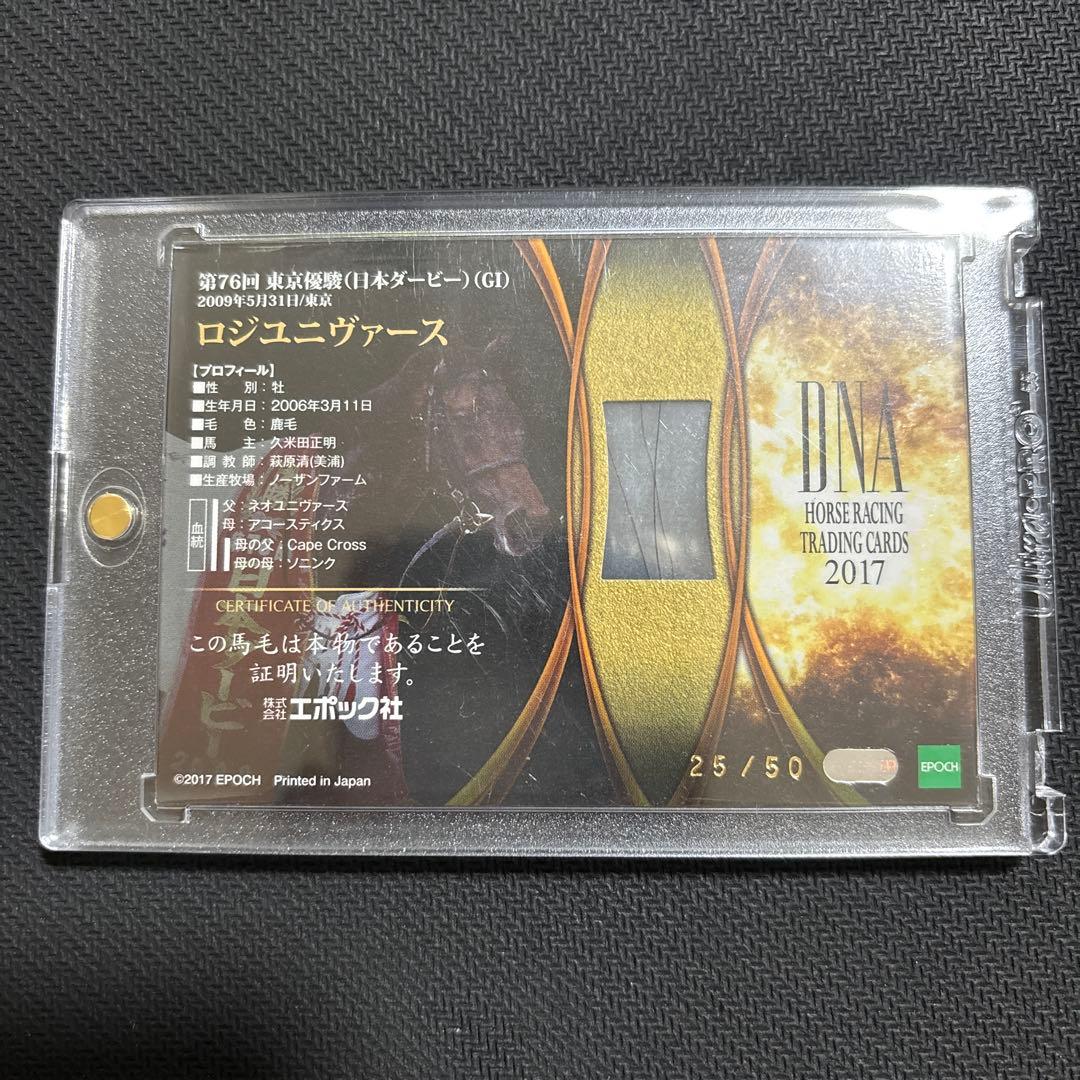 第76回 東京優駿(日本ダービー)(GI)
2009年5月31日/東京
ロジユニヴァース
【プロフィール】
■性　別：牡
■生年月日：2006年3月11日
■毛　色：鹿毛
■馬　主：久米田正明
■調教師：萩原清(美浦)
■生産牧場：ノーザンファーム
血統
父：ネオユニヴァース
母：アコースティクス
母の父：Cape Cross
母の母：ソニンク
CERTIFICATE OF AUTHENTICITY
この馬毛は本物であることを
証明いたします。
株式会社エポック社
©2017 EPOCH Printed in Japan
DNA
HORSE RACING
TRADING CARDS
2017
25/50
EPOCH